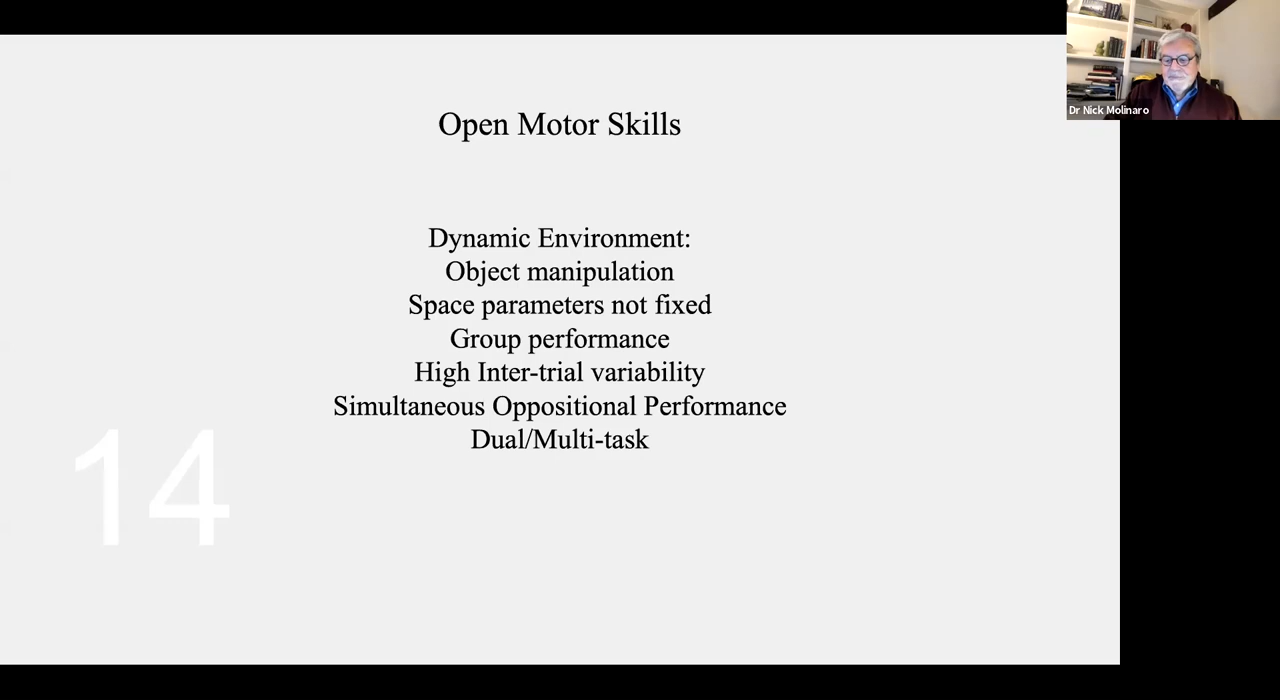 Dr Nick Molinaro
Open Motor Skills
Dynamic Environment:
Object manipulation
Space parameters not fixed
Group performance
High Inter-trial variability
Simultaneous Oppositional Performance
Dual/Multi-task
14